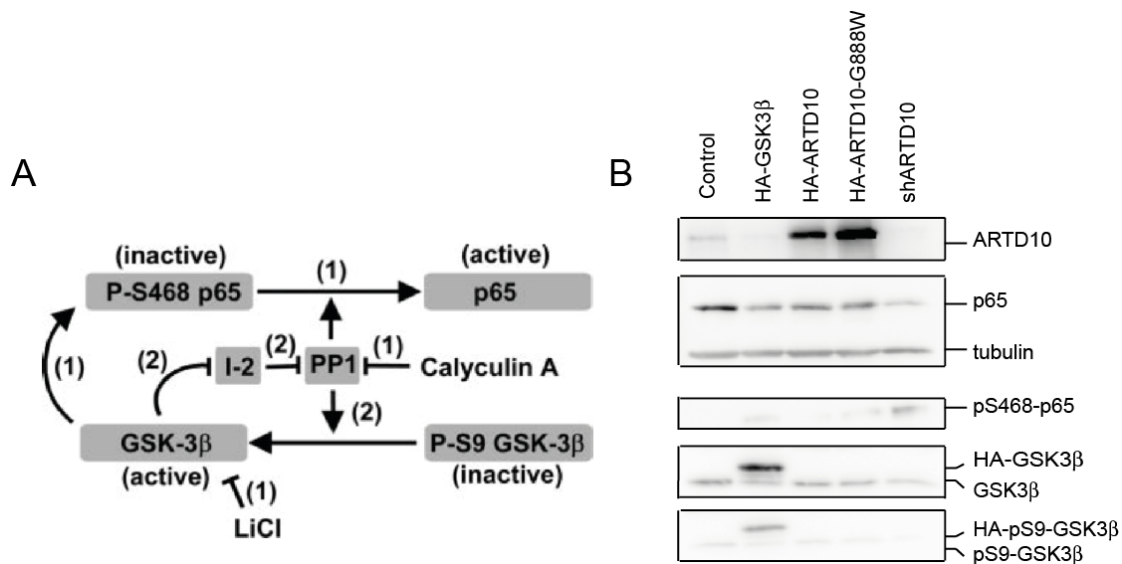 A
(inactive)
P-S468 p65
(1)
(active)
p65
(1)
(2)
I-2
(2)
PP1
(1)
Calyculin A
(2)
GSK-3β
(active)
P-S9 GSK-3β
(inactive)
(1)
LiCl
B
Control
HA-GSK3β
HA-ARTD10
HA-ARTD10-G888W
shARTD10
ARTD10
p65
tubulin
pS468-p65
HA-GSK3β
GSK3β
HA-pS9-GSK3β
pS9-GSK3β